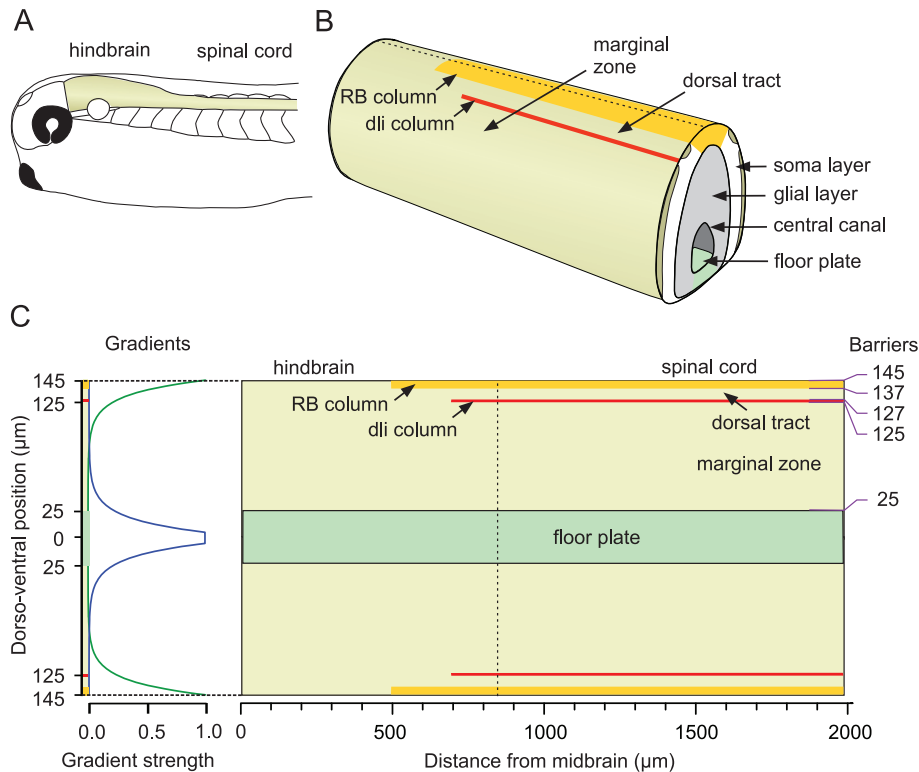 A
hindbrain
spinal cord
B
marginal
zone
dorsal tract
RB column
dli column
soma layer
glial layer
central canal
floor plate
C
Gradients
hindbrain
spinal cord
Barriers
145
125
25
0
25
125
145
Dorso-ventral position (µm)
0.0
0.5
1.0
Gradient strength
RB column
dli column
dorsal tract
marginal zone
floor plate
145
137
127
125
25
0
500
1000
1500
2000
Distance from midbrain (µm)